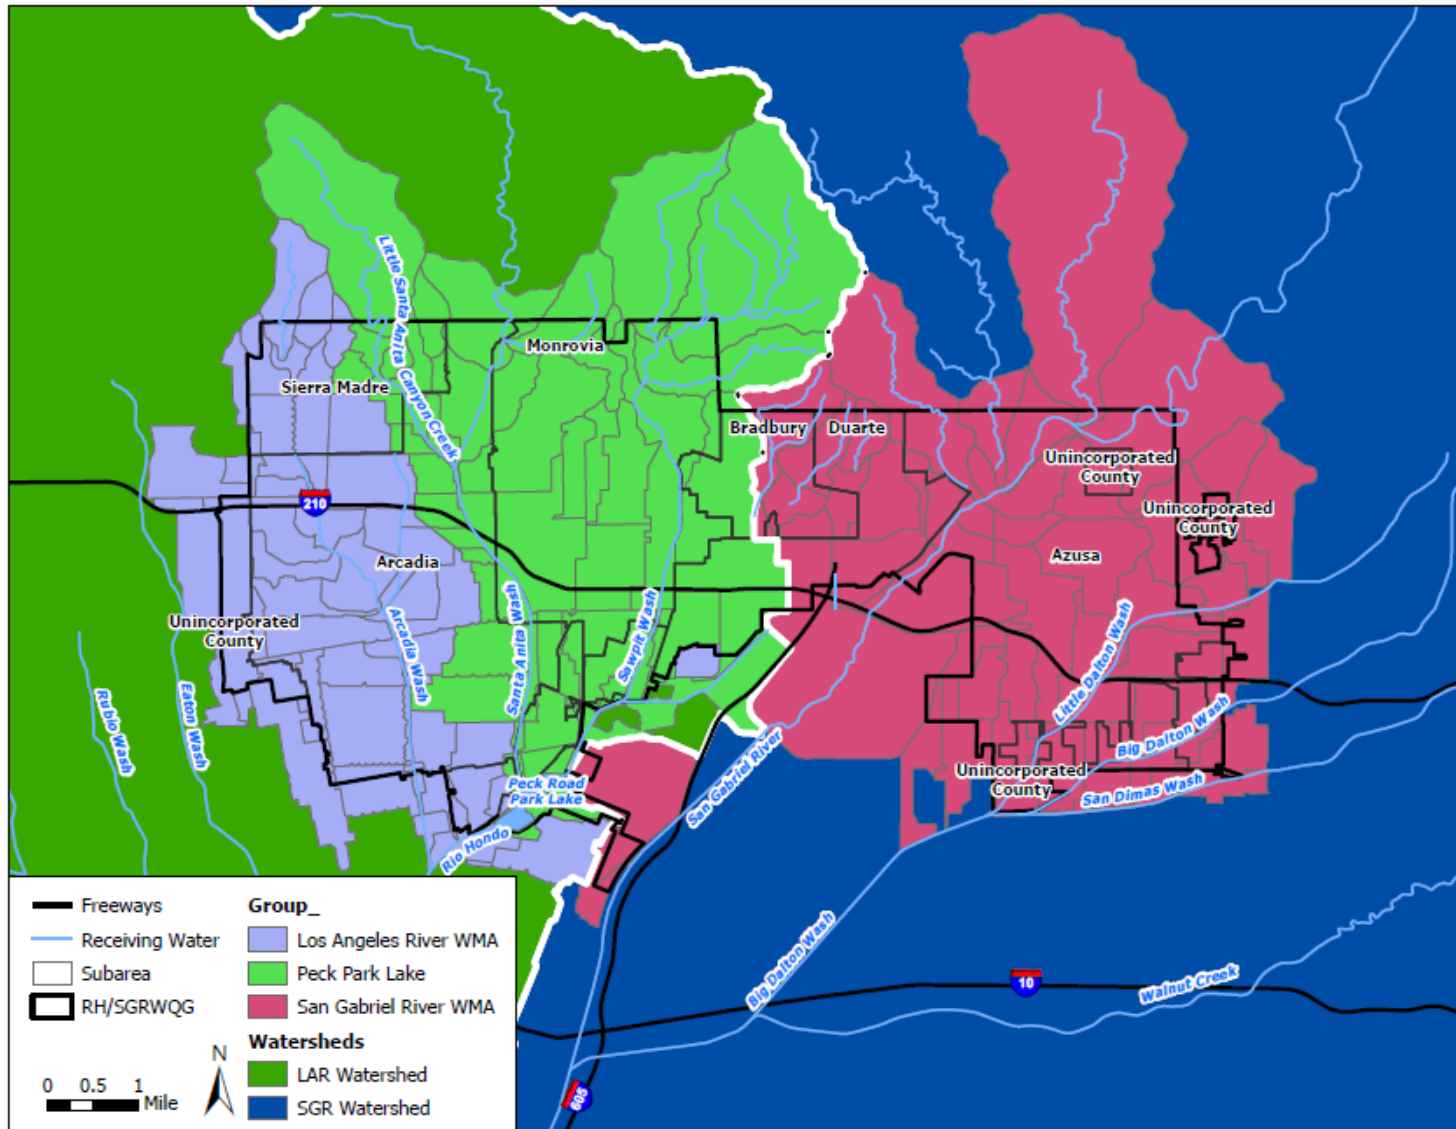 Little Santa Anita Canyon Creek
Monrovia
Sierra Madre
Bradbury
Duarte
Unincorporated
County
Unincorporated
County
210
Arcadia
Azusa
Unincorporated
County
Arcadia Wash
Santa Anita Wash
Sawpit Wash
Little Dalton Wash
Rubio Wash
Eaton Wash
Big Dalton Wash
San Gabriel River
Unincorporated
County
San Dimas Wash
Peck Road
Park Lake
Rio Hondo
Big Dalton Wash
10
Walnut Creek
605
Freeways
Receiving Water
Subarea
RH/SGRWQG
Group_
Los Angeles River WMA
Peck Park Lake
San Gabriel River WMA
Watersheds
LAR Watershed
SGR Watershed
N
0 0.5 1
Mile